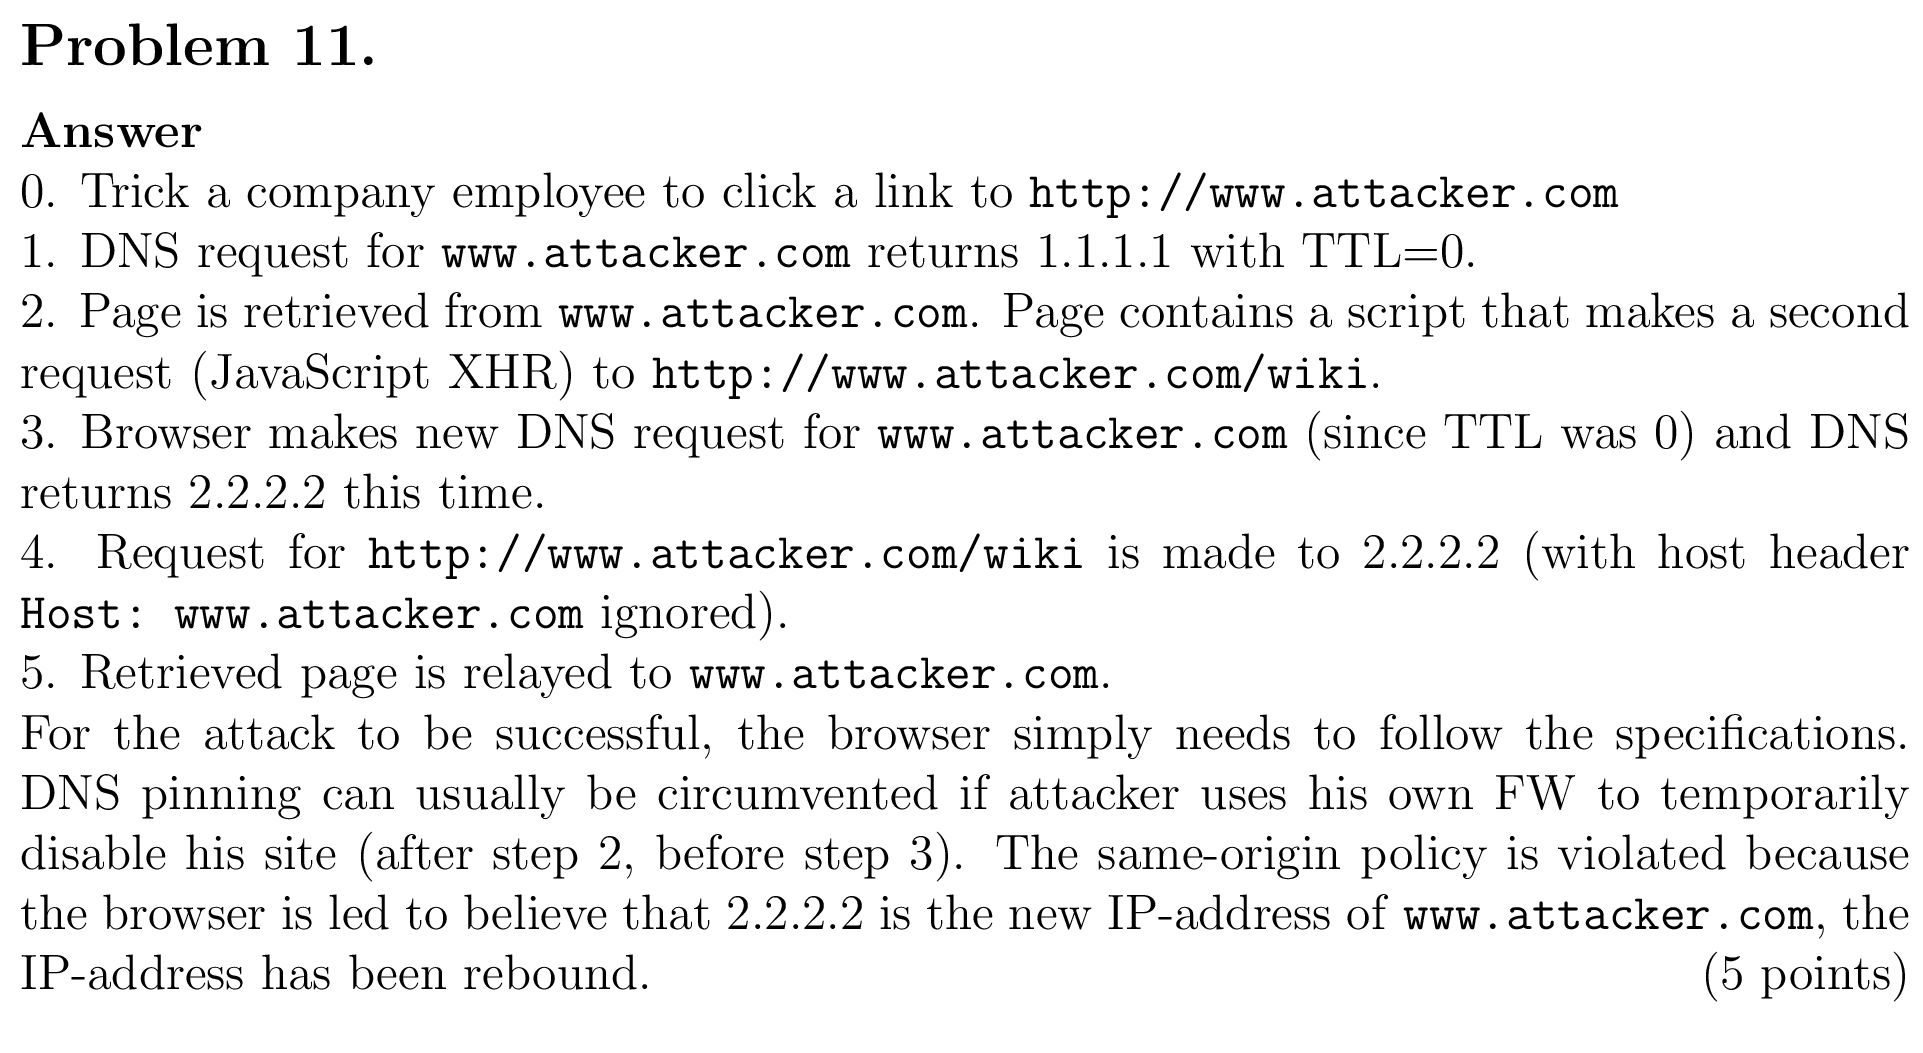 Problem 11.
Answer
0. Trick a company employee to click a link to http://www.attacker.com
1. DNS request for www.attacker.com returns 1.1.1.1 with TTL=0.
2. Page is retrieved from www.attacker.com. Page contains a script that makes a second
request (JavaScript XHR) to http://www.attacker.com/wiki.
3. Browser makes new DNS request for www.attacker.com (since TTL was 0) and DNS
returns 2.2.2.2 this time.
4. Request for http://www.attacker.com/wiki is made to 2.2.2.2 (with host header
Host: www.attacker.com ignored).
5. Retrieved page is relayed to www.attacker.com.
For the attack to be successful, the browser simply needs to follow the specifications.
DNS pinning can usually be circumvented if attacker uses his own FW to temporarily
disable his site (after step 2, before step 3). The same-origin policy is violated because
the browser is led to believe that 2.2.2.2 is the new IP-address of www.attacker.com, the
IP-address has been rebound. (5 points)